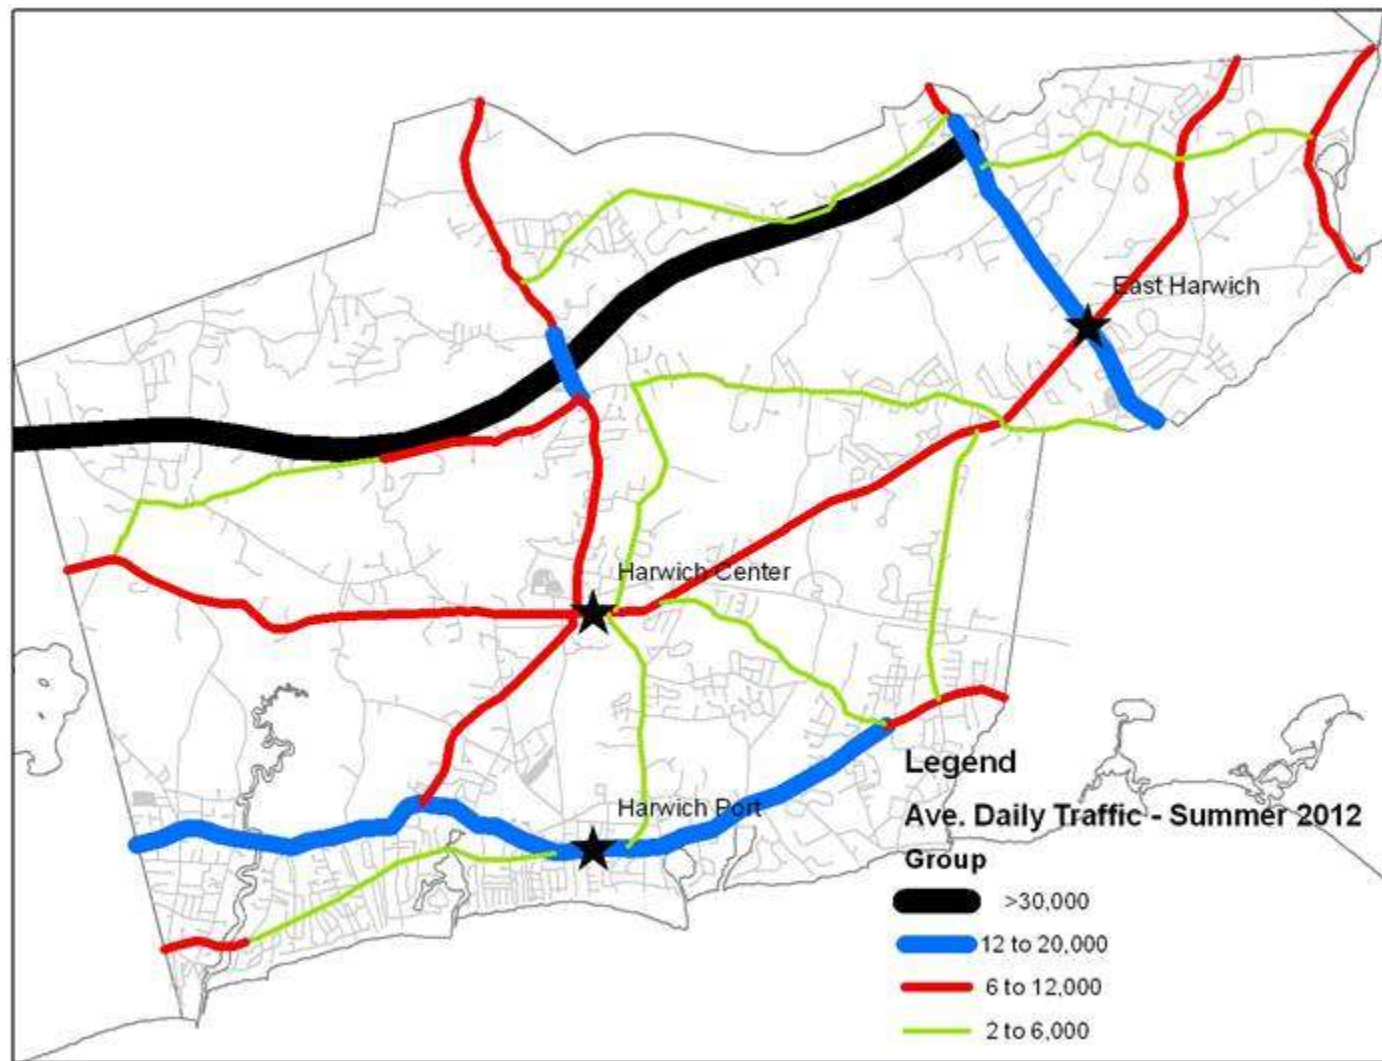 East Harwich
Harwich Center
Harwich Port
Legend
Ave. Daily Traffic - Summer 2012
Group
>30,000
12 to 20,000
6 to 12,000
2 to 6,000